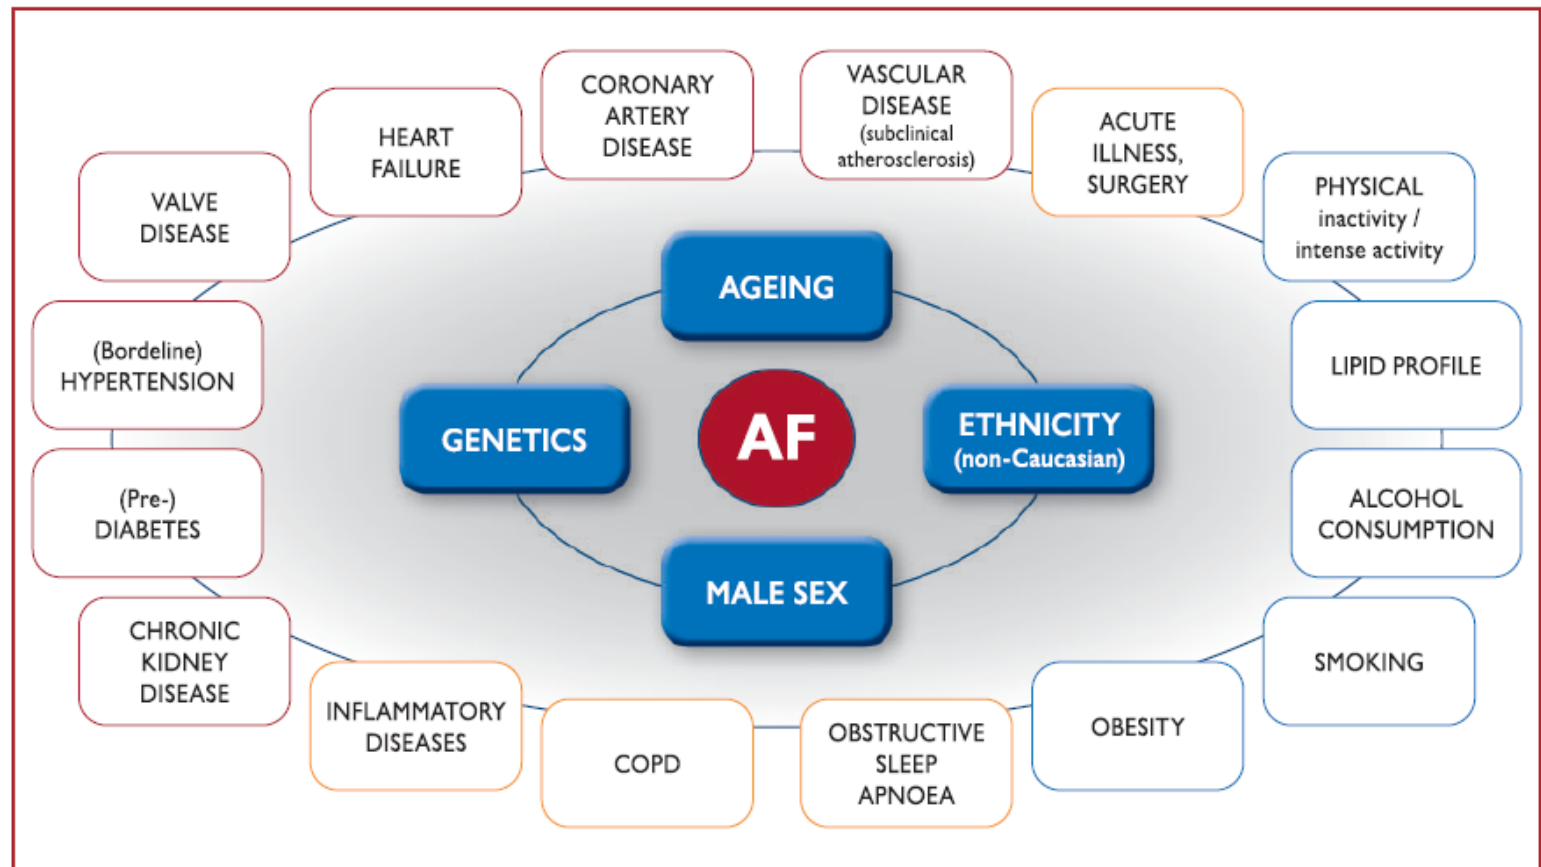 CORONARY
ARTERY
DISEASE
VASCULAR
DISEASE
(subclinical
atherosclerosis)
HEART
FAILURE
ACUTE
ILLNESS,
SURGERY
VALVE
DISEASE
PHYSICAL
inactivity /
intense activity
AGEING
(Bordeline)
HYPERTENSION
LIPID PROFILE
GENETICS
AF
ETHNICITY
(non-Caucasian)
(Pre-)
DIABETES
ALCOHOL
CONSUMPTION
MALE SEX
CHRONIC
KIDNEY
DISEASE
SMOKING
INFLAMMATORY
DISEASES
COPD
OBSTRUCTIVE
SLEEP
APNOEA
OBESITY